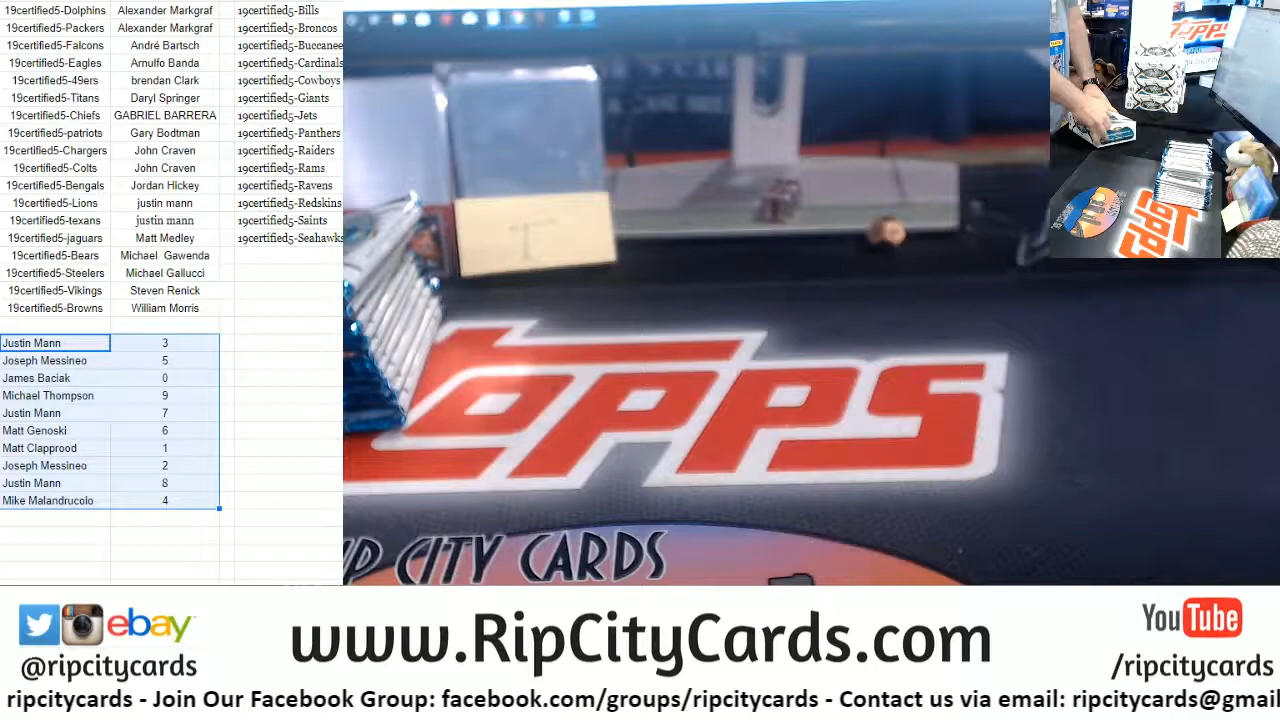 19certified5-Dolphins Alexander Markgraf 19certified5-Bills
19certified5-Packers Alexander Markgraf 19certified5-Broncos
19certified5-Falcons André Bartsch 19certified5-Buccanee
19certified5-Eagles Arnulfo Banda 19certified5-Cardinals
19certified5-49ers brendan Clark 19certified5-Cowboys
19certified5-Titans Daryl Springer 19certified5-Giants
19certified5-Chiefs GABRIEL BARRERA 19certified5-Jets
19certified5-patriots Gary Bodtman 19certified5-Panthers
19certified5-Chargers John Craven 19certified5-Raiders
19certified5-Colts John Craven 19certified5-Rams
19certified5-Bengals Jordan HIckey 19certified5-Ravens
19certified5-Lions justin mann 19certified5-Redskins
19certified5-texans justin mann 19certified5-Saints
19certified5-jaguars Matt Medley 19certified5-Seahawks
19certified5-Bears Michael Gawenda
19certified5-Steelers Michael Gallucci
19certified5-Vikings Steven Renick
19certified5-Browns William Morris
Justin Mann 3
Joseph Messineo 5
James Baciak 0
Michael Thompson 9
Justin Mann 7
Matt Genoski 6
Matt Clapprood 1
Joseph Messineo 2
Justin Mann 8
Mike Malandrucolo 4
Topps
Topps
Topps
IP CITY CARDS
ebay
@ripcitycards
www.RipCityCards.com
YouTube
/ripcitycards
ripcitycards - Join Our Facebook Group: facebook.com/groups/ripcitycards - Contact us via email: ripcitycards@gmai